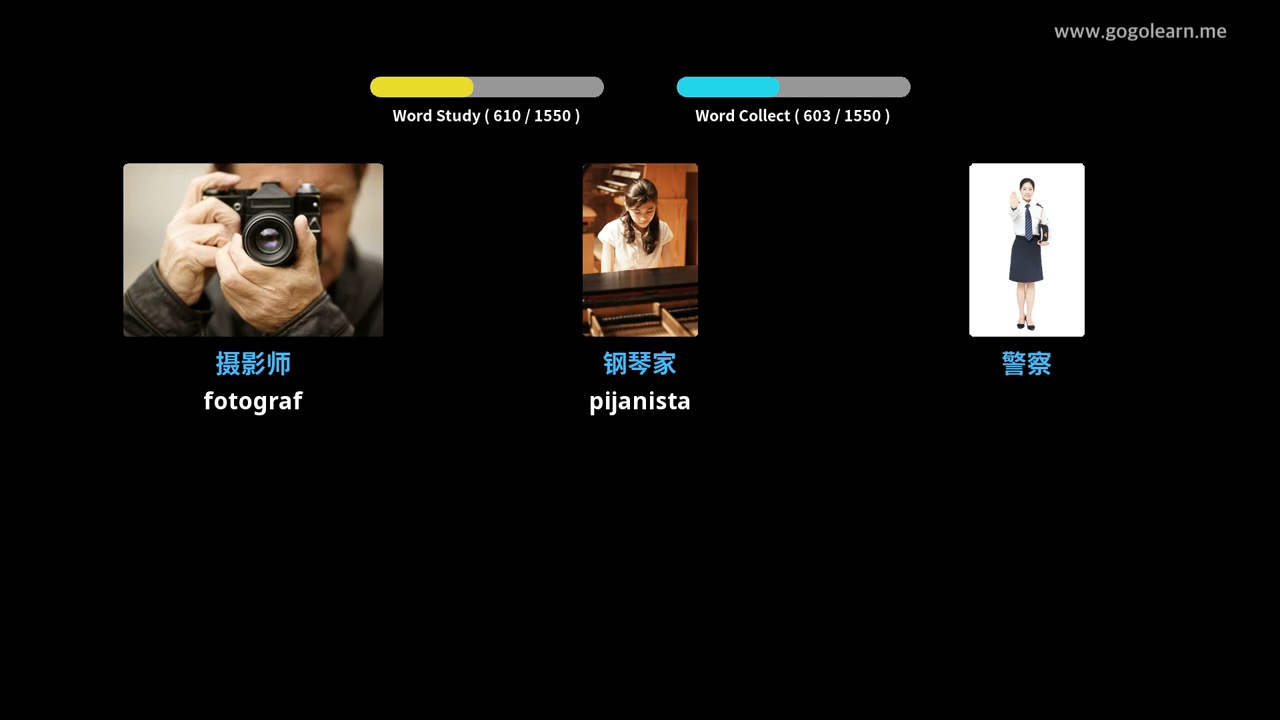 www.gogolearn.me
Word Study ( 610 / 1550 )
Word Collect ( 603 / 1550 )
摄影师
钢琴家
警察
fotograf
pijanista